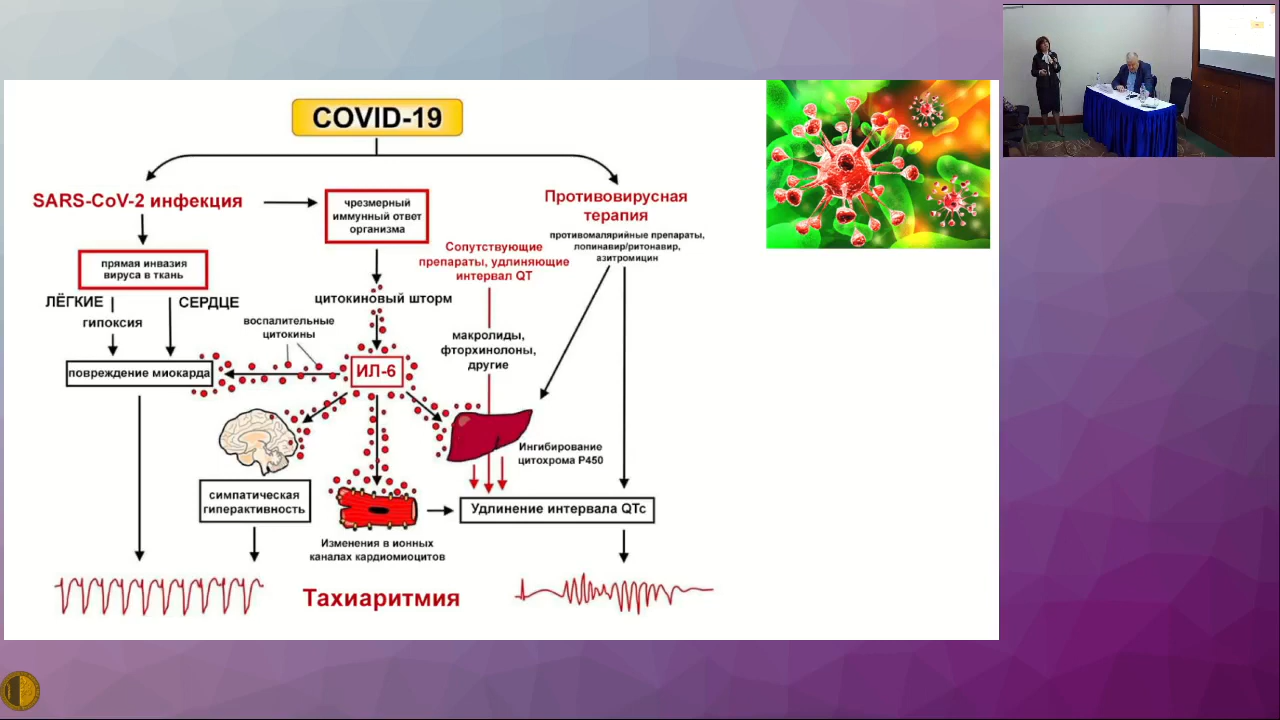 COVID-19
SARS-CoV-2 инфекция
чрезмерный
иммунный ответ
организма
Противовирусная
терапия
противомалярийные препараты,
лопинавир/ритонавир,
азитромицин
Сопутствующие
препараты, удлиняющие
интервал QT
прямая инвазия
вируса в ткань
ЛЁГКИЕ
СЕРДЦЕ
гипоксия
цитокиновый шторм
воспалительные
цитокины
макролиды,
фторхинолоны,
другие
повреждение миокарда
ИЛ-6
Ингибирование
цитохрома Р450
симпатическая
гиперактивность
Удлинение интервала QTc
Изменения в ионных
каналах кардиомиоцитов
Тахиаритмия